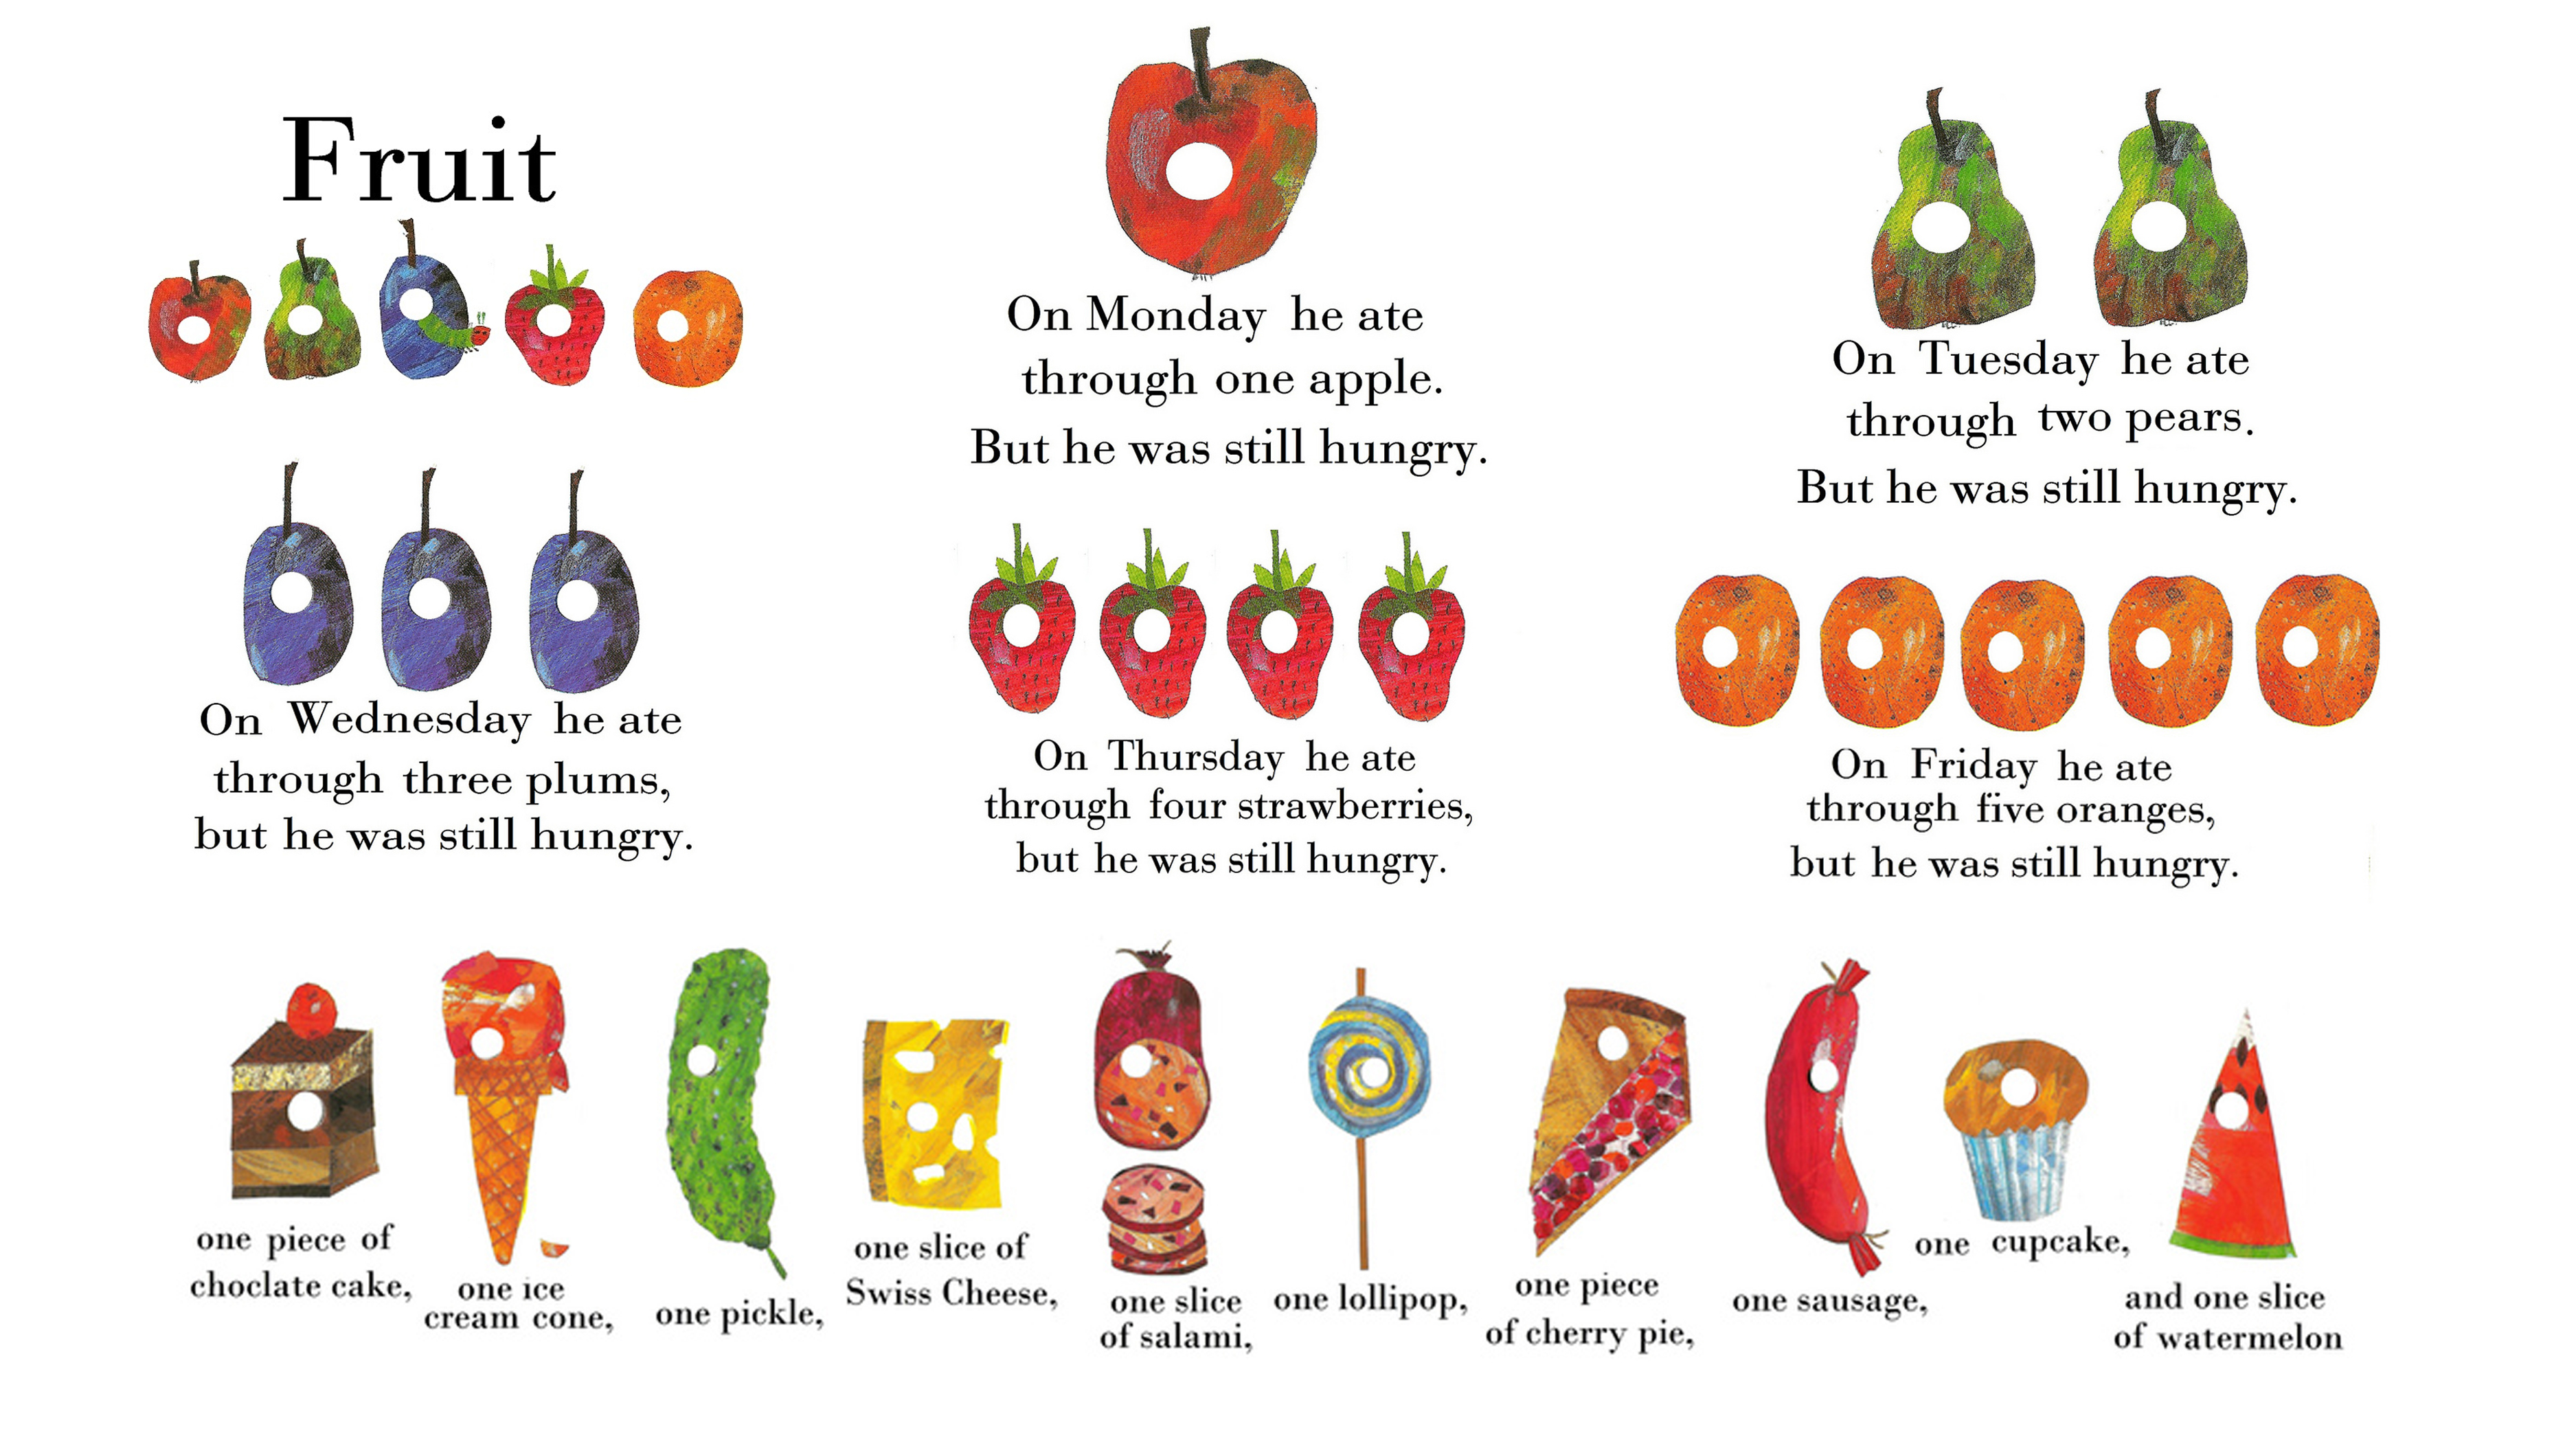 Fruit
On Monday he ate
through one apple.
But he was still hungry.
On Tuesday he ate
through two pears.
But he was still hungry.
On Wednesday he ate
through three plums,
but he was still hungry.
On Thursday he ate
through four strawberries,
but he was still hungry.
On Friday he ate
through five oranges,
but he was still hungry.
one piece of
choclate cake,
one ice
cream cone,
one pickle,
one slice of
Swiss Cheese,
one slice
of salami,
one lollipop,
one piece
of cherry pie,
one sausage,
one cupcake,
and one slice
of watermelon